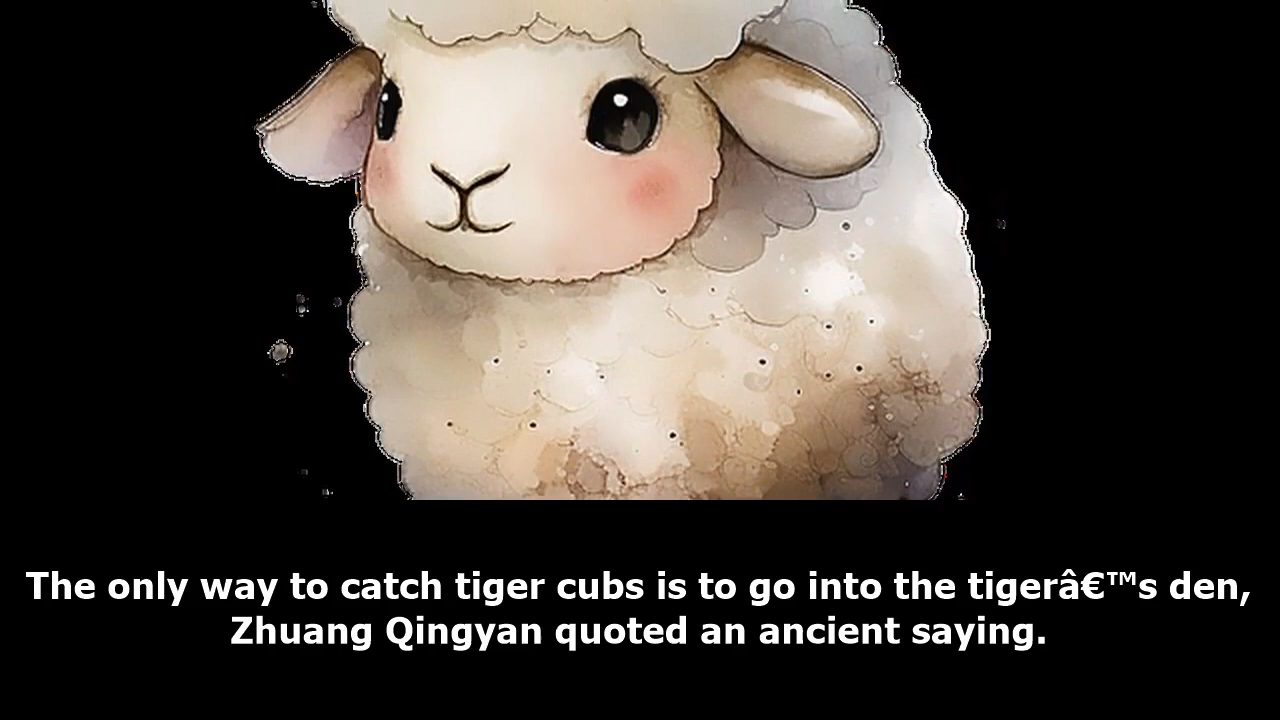 The only way to catch tiger cubs is to go into the tigerâ€™s den,
Zhuang Qingyan quoted an ancient saying.